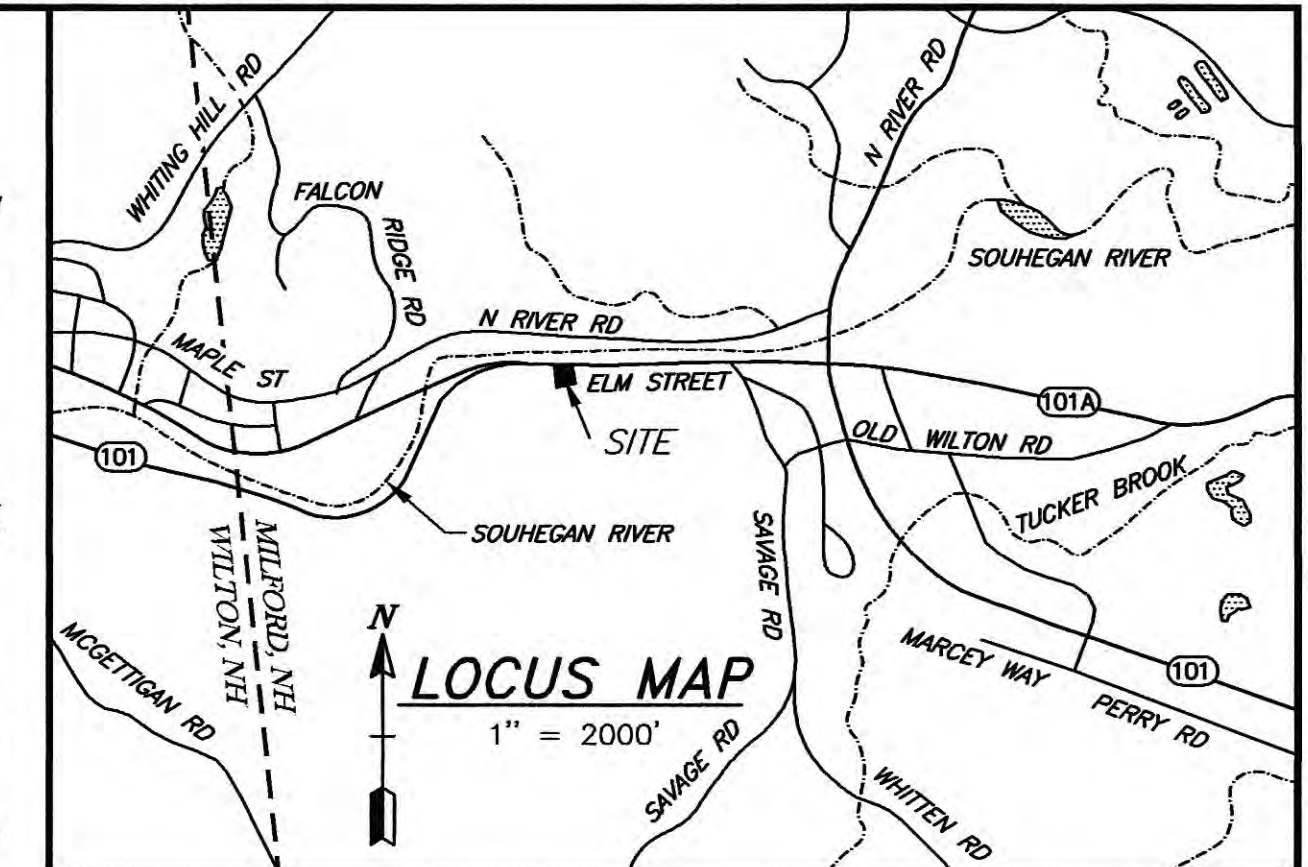 WHITING HILL RD
FALCON
RIDGE RD
N RIVER RD
SOUHEGAN RIVER
N RIVER RD
MAPLE ST
ELM STREET
SITE
101A
OLD WILTON RD
101
TUCKER BROOK
SOUHEGAN RIVER
SAVAGE RD
MILFORD, NH
WILTON, NH
MCGETTIGAN RD
N
LOCUS MAP
1" = 2000'
MARCEY WAY
PERRY RD
101
SAVAGE RD
WHITTEN RD